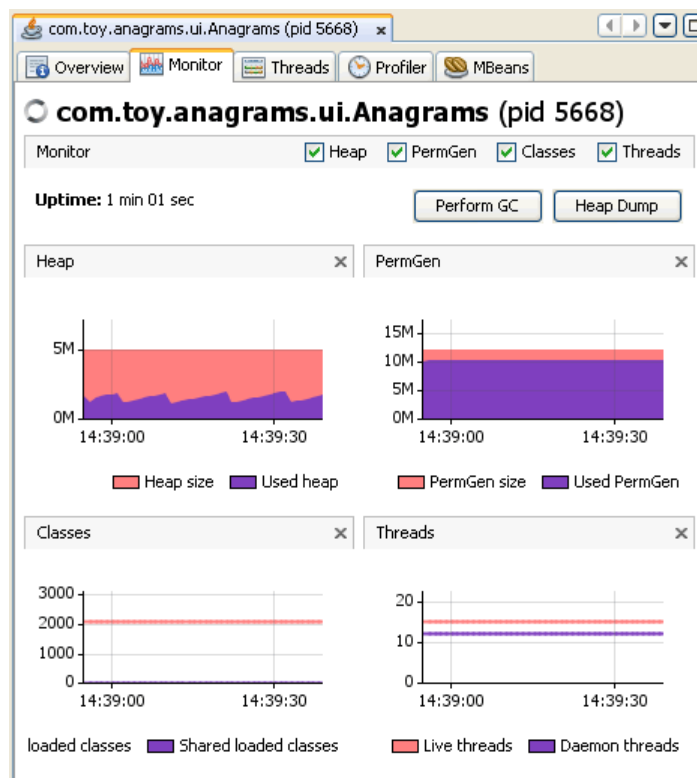 com.toy.anagrams.ui.Anagrams (pid 5668)
Overview Monitor Threads Profiler MBeans
com.toy.anagrams.ui.Anagrams (pid 5668)
Monitor Heap PermGen Classes Threads
Uptime: 1 min 01 sec Perform GC Heap Dump
Heap
5M
0M
14:39:00 14:39:30
Heap size Used heap
PermGen
15M
10M
5M
0M
14:39:00 14:39:30
PermGen size Used PermGen
Classes
3000
2000
1000
0
14:39:00 14:39:30
loaded classes Shared loaded classes
Threads
20
10
0
14:39:00 14:39:30
Live threads Daemon threads